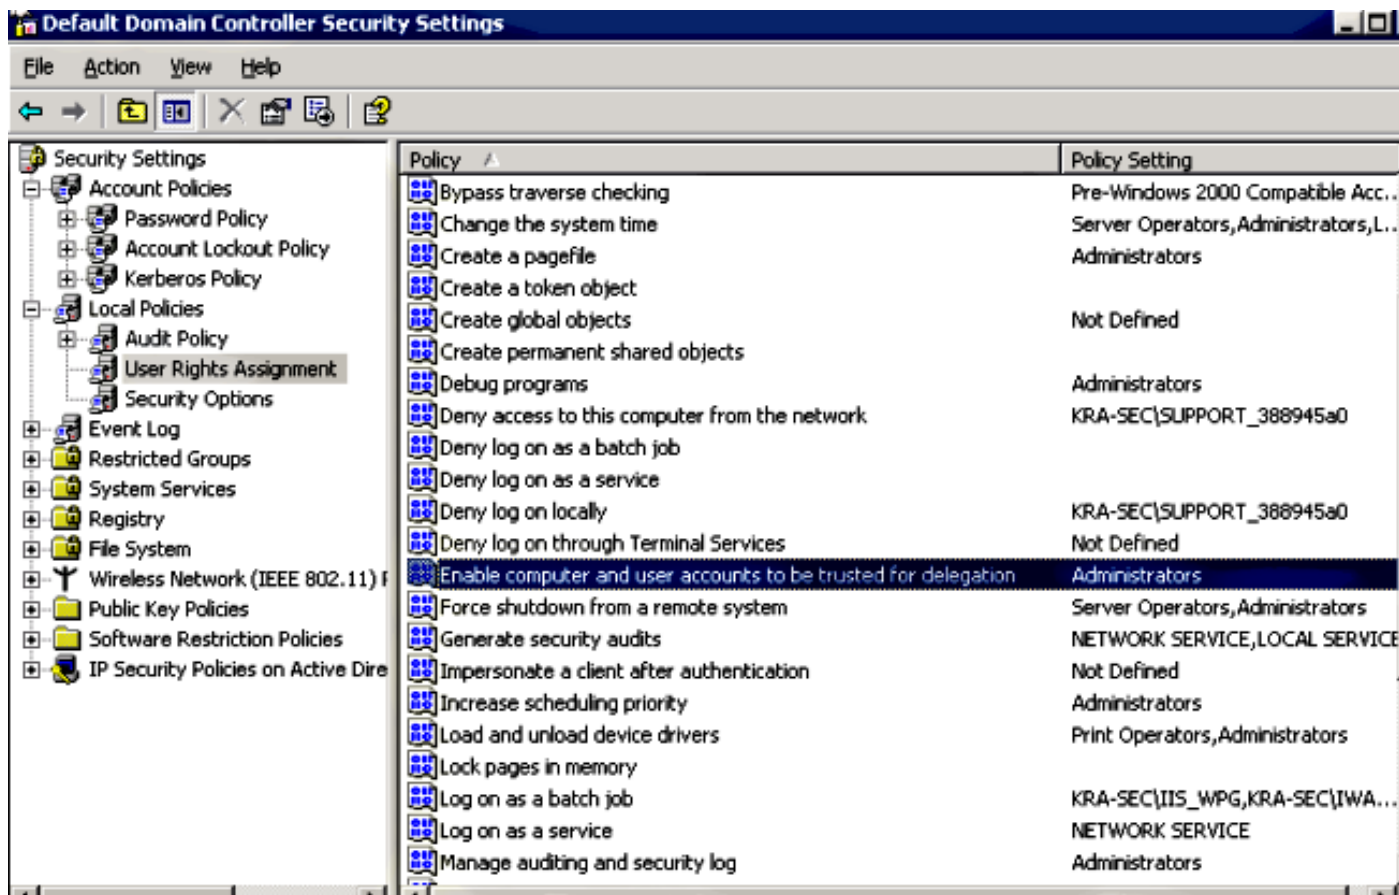 Default Domain Controller Security Settings
File Action View Help
Security Settings
Account Policies
Password Policy
Account Lockout Policy
Kerberos Policy
Local Policies
Audit Policy
User Rights Assignment
Security Options
Event Log
Restricted Groups
System Services
Registry
File System
Wireless Network (IEEE 802.11)
Public Key Policies
Software Restriction Policies
IP Security Policies on Active Dire
Policy Policy Setting
Bypass traverse checking Pre-Windows 2000 Compatible Acc...
Change the system time Server Operators,Administrators,L...
Create a pagefile Administrators
Create a token object
Create global objects Not Defined
Create permanent shared objects
Debug programs Administrators
Deny access to this computer from the network KRA-SEC\SUPPORT_388945a0
Deny log on as a batch job
Deny log on as a service
Deny log on locally KRA-SEC\SUPPORT_388945a0
Deny log on through Terminal Services Not Defined
Enable computer and user accounts to be trusted for delegation Administrators
Force shutdown from a remote system Server Operators,Administrators
Generate security audits NETWORK SERVICE,LOCAL SERVICE
Impersonate a client after authentication Not Defined
Increase scheduling priority Administrators
Load and unload device drivers Print Operators,Administrators
Lock pages in memory
Log on as a batch job KRA-SEC\IIS_WPG,KRA-SEC\IWA...
Log on as a service NETWORK SERVICE
Manage auditing and security log Administrators